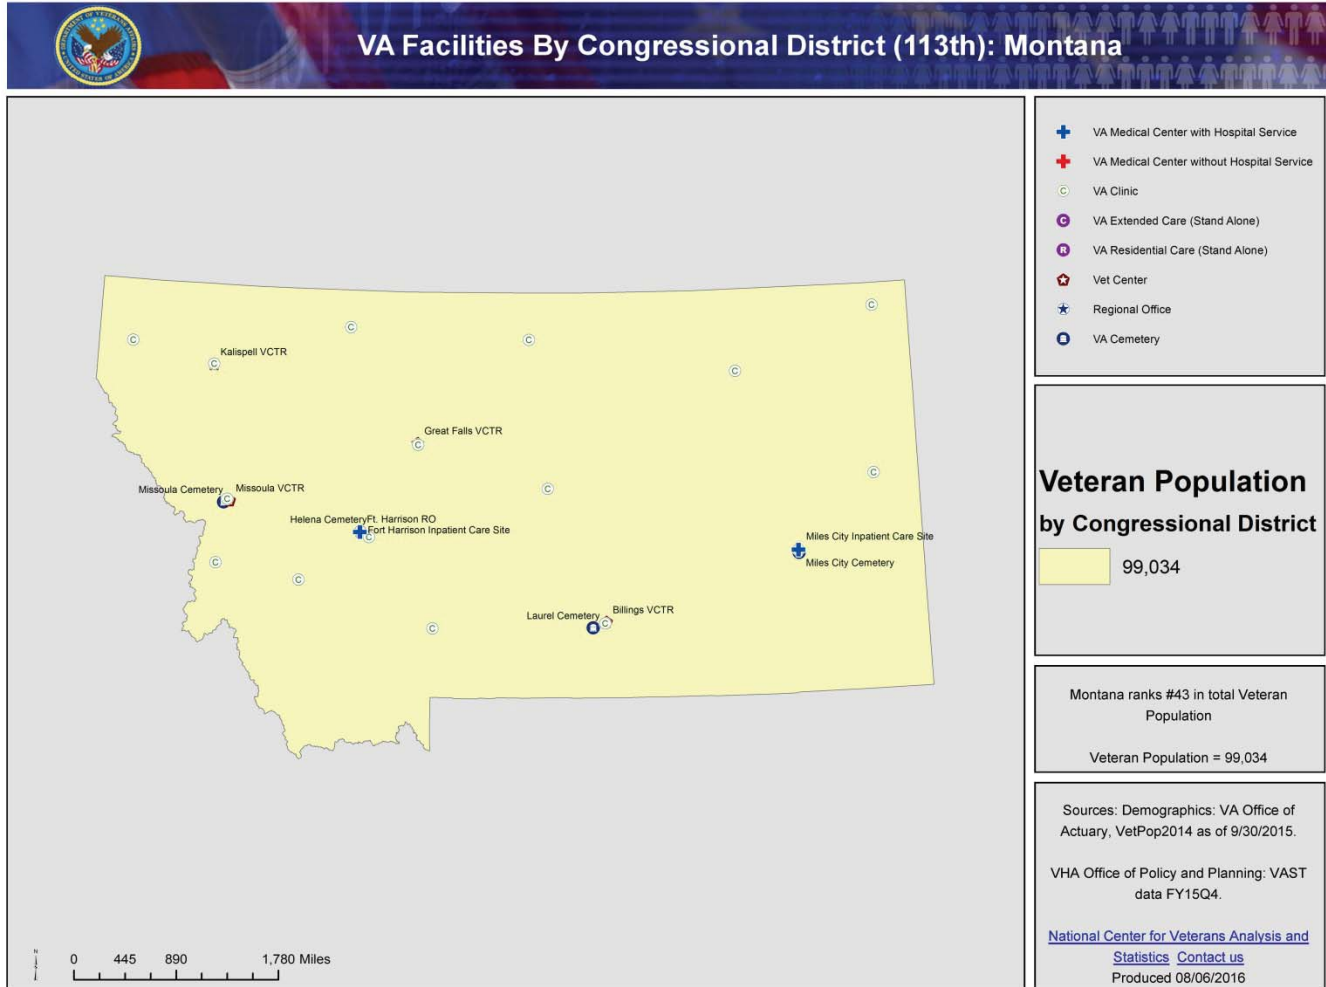 VA Facilities By Congressional District (113th): Montana
VA Medical Center with Hospital Service
VA Medical Center without Hospital Service
C VA Clinic
C VA Extended Care (Stand Alone)
R VA Residential Care (Stand Alone)
Vet Center
Regional Office
VA Cemetery
C
C
C
C
Kalispell VCTR
C
C
Great Falls VCTR
C
C
Missoula Cemetery
Missoula VCTR
C
C
Helena Cemetery
Ft. Harrison RO
Fort Harrison Inpatient Care Site
C
Miles City Inpatient Care Site
Miles City Cemetery
C
C
Laurel Cemetery
Billings VCTR
C
C
Veteran Population
by Congressional District
99,034
Montana ranks #43 in total Veteran
Population
Veteran Population = 99,034
Sources: Demographics: VA Office of
Actuary, VetPop2014 as of 9/30/2015.
VHA Office of Policy and Planning: VAST
data FY15Q4.
National Center for Veterans Analysis and
Statistics Contact us
Produced 08/06/2016
N
0 445 890 1,780 Miles